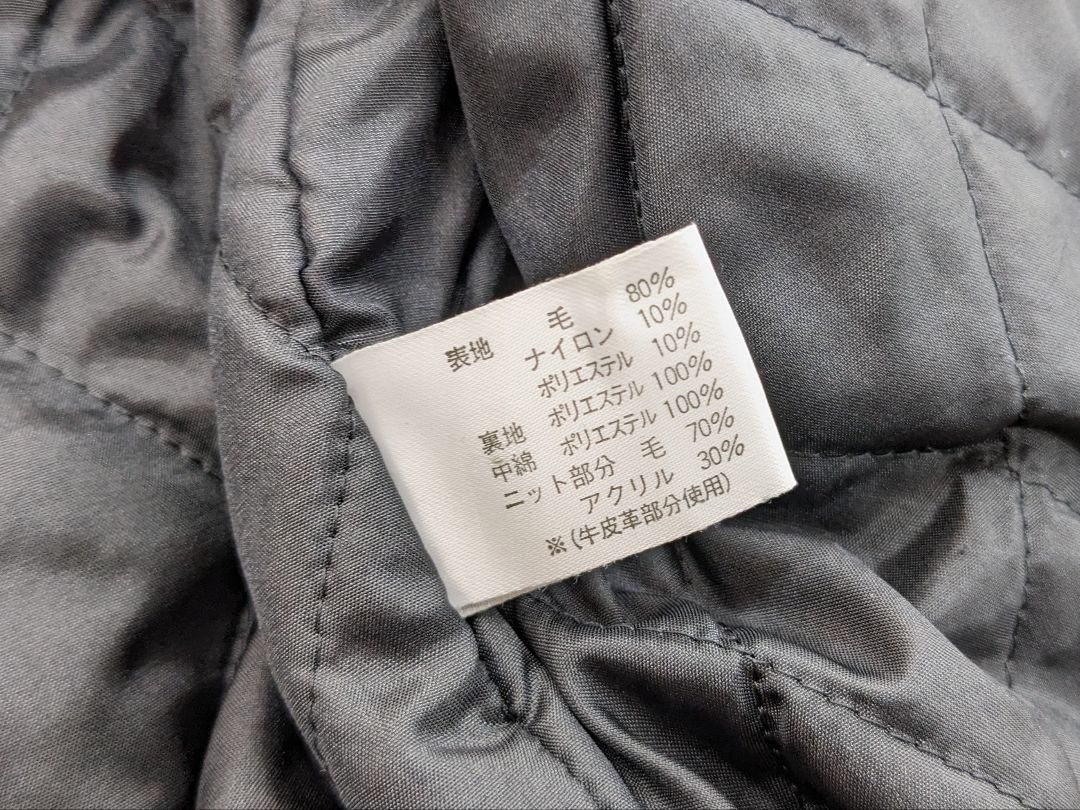 表地 毛 80%
ナイロン 10%
ポリエステル 10%
裏地 ポリエステル 100%
中綿 ポリエステル 100%
ニット部分 毛 70%
アクリル 30%
※(牛皮革部分使用)